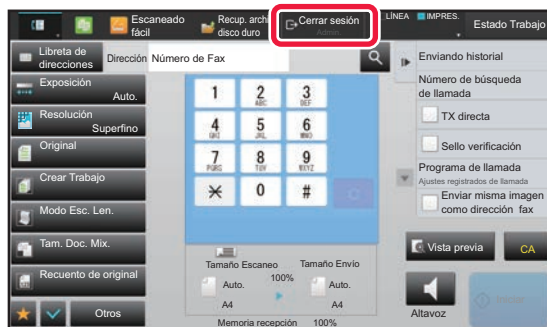 Escaneado
fácil
Recup. arch
disco duro
Cerrar sesión
Admin
LÍNEA
IMPRES.
Estado Trabajo
Libreta de
direcciones
Dirección
Número de Fax
Enviando historial
Exposición
Auto.
Número de búsqueda
de llamada
Resolución
Superfino
TX directa
Original
Sello verificación
Crear Trabajo
Programa de llamada
Ajustes registrados de llamada
Modo Esc. Len.
Enviar misma imagen
como dirección fax
Tam. Doc. Mix.
Recuento de original
Otros
1 2 3
ABC DEF
4 5 6
GHI JKL MNO
7 8 9
PQRS TUV WXYZ
0 #
Tamaño Escaneo
Tamaño Envío
100%
Auto.
Auto.
A4
A4
Memoria recepción 100%
Vista previa
CA
Altavoz
Iniciar